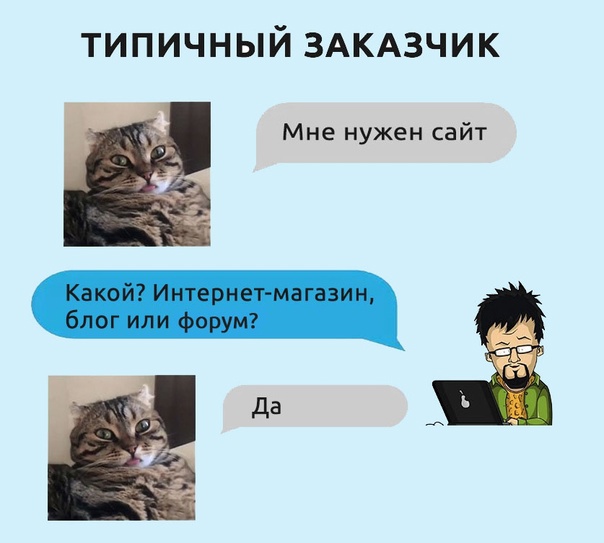 ТИПИЧНЫЙ ЗАКАЗЧИК
Мне нужен сайт
Какой? Интернет-магазин,
блог или форум?
Да